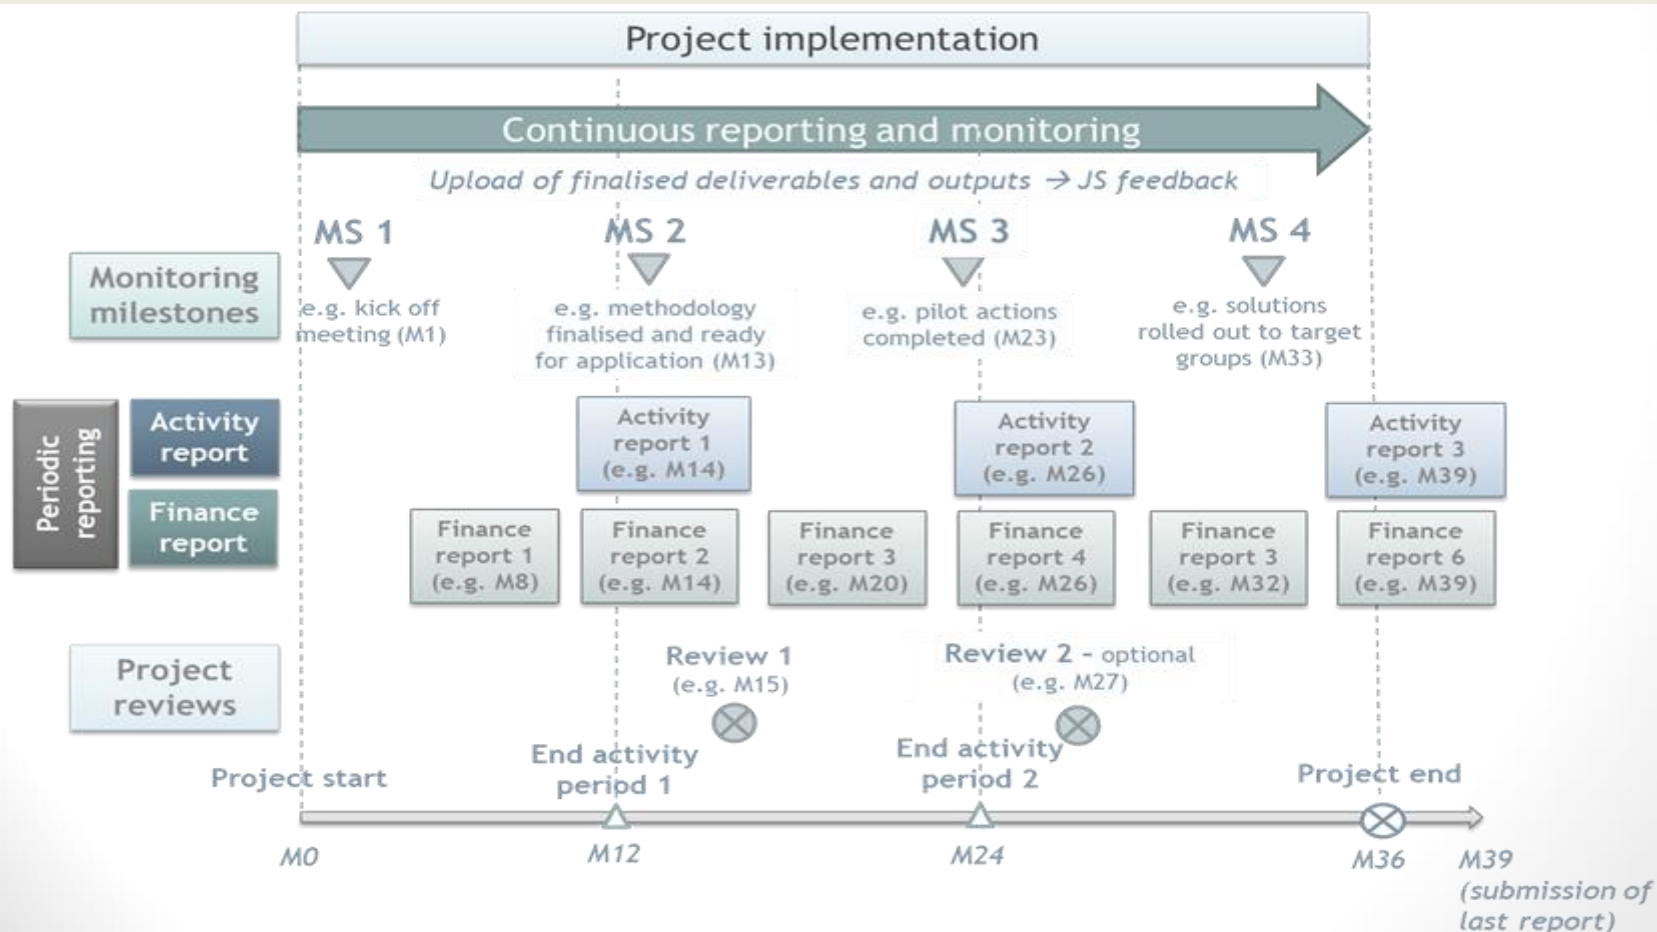 Project implementation
Continuous reporting and monitoring
Upload of finalised deliverables and outputs → JS feedback
Monitoring
milestones
MS 1
e.g. kick off
meeting (M1)
MS 2
e.g. methodology
finalised and ready
for application (M13)
MS 3
e.g. pilot actions
completed (M23)
MS 4
e.g. solutions
rolled out to target
groups (M33)
Periodic
reporting
Activity
report
Activity
report 1
(e.g. M14)
Activity
report 2
(e.g. M26)
Activity
report 3
(e.g. M39)
Finance
report
Finance
report 1
(e.g. M8)
Finance
report 2
(e.g. M14)
Finance
report 3
(e.g. M20)
Finance
report 4
(e.g. M26)
Finance
report 3
(e.g. M32)
Finance
report 6
(e.g. M39)
Project
reviews
Review 1
(e.g. M15)
Review 2 - optional
(e.g. M27)
Project start
End activity
period 1
End activity
period 2
Project end
M0
M12
M24
M36
M39
(submission of
last report)